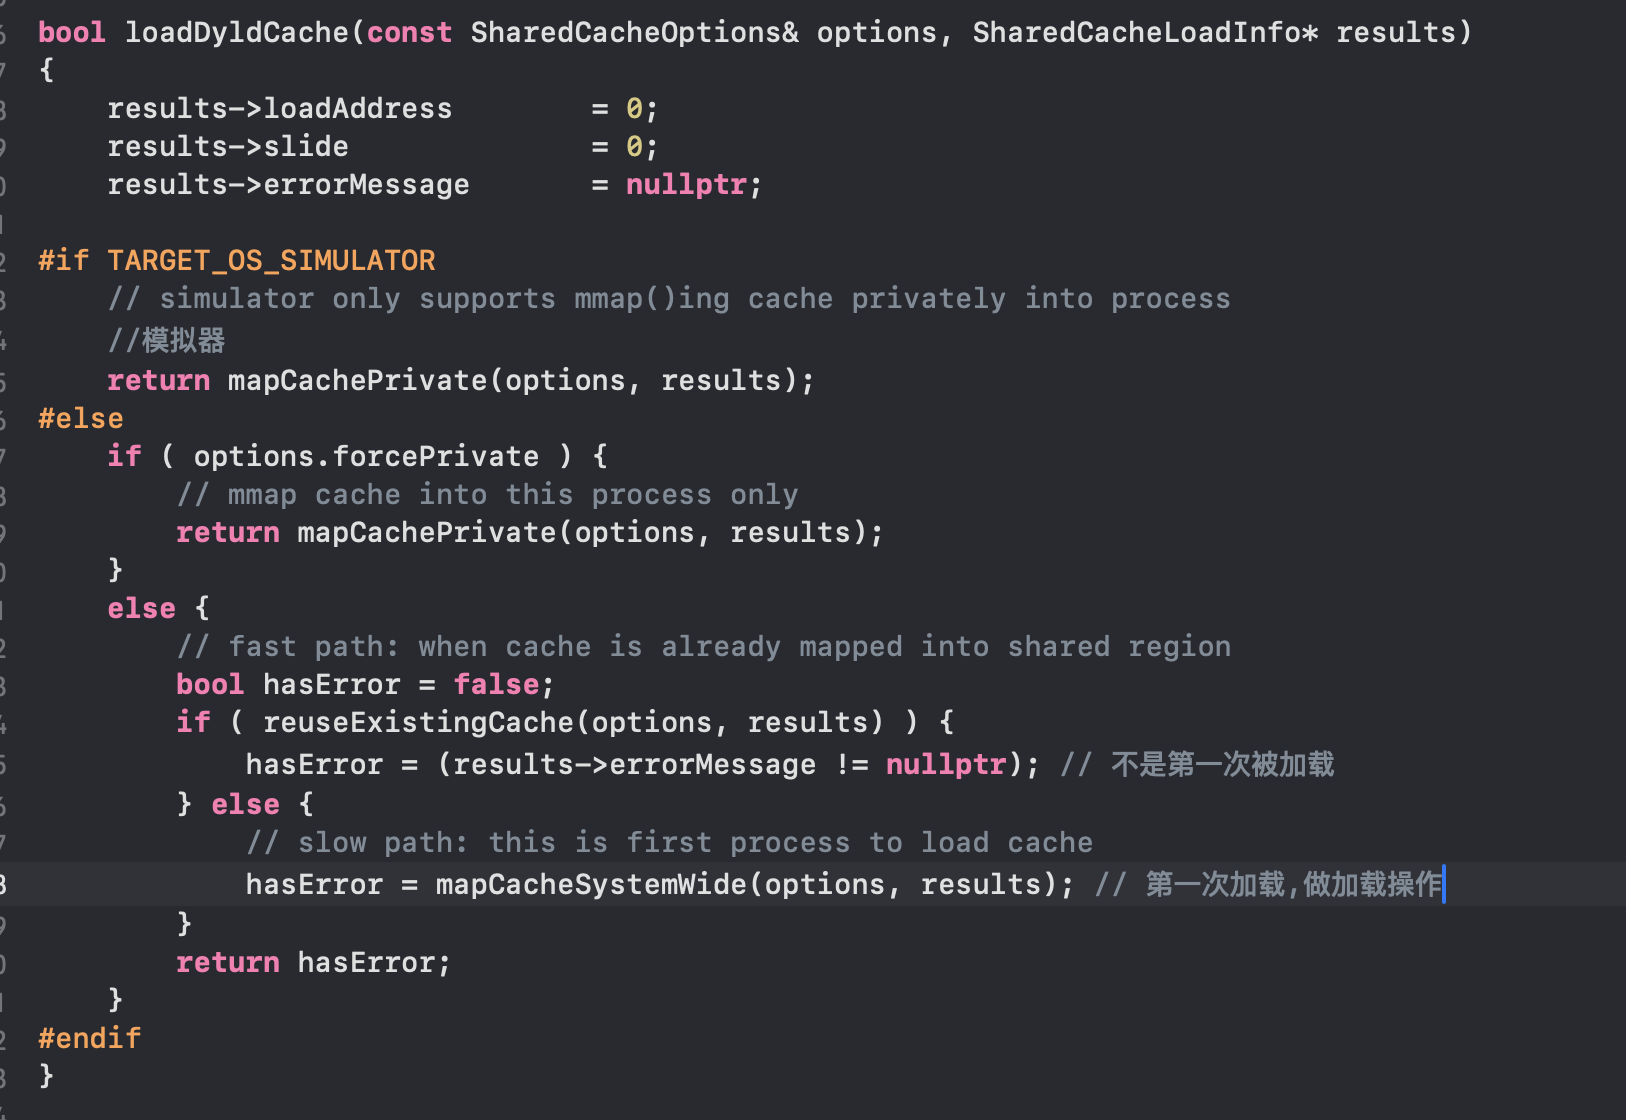 bool loadDyldCache(const SharedCacheOptions& options, SharedCacheLoadInfo* results)
{
    results->loadAddress        = 0;
    results->slide              = 0;
    results->errorMessage       = nullptr;

#if TARGET_OS_SIMULATOR
    // simulator only supports mmap()ing cache privately into process
    //模拟器
    return mapCachePrivate(options, results);
#else
    if ( options.forcePrivate ) {
        // mmap cache into this process only
        return mapCachePrivate(options, results);
    }
    else {
        // fast path: when cache is already mapped into shared region
        bool hasError = false;
        if ( reuseExistingCache(options, results) ) {
            hasError = (results->errorMessage != nullptr); // 不是第一次被加载
        } else {
            // slow path: this is first process to load cache
            hasError = mapCacheSystemWide(options, results); // 第一次加载,做加载操作
        }
        return hasError;
    }
#endif
}